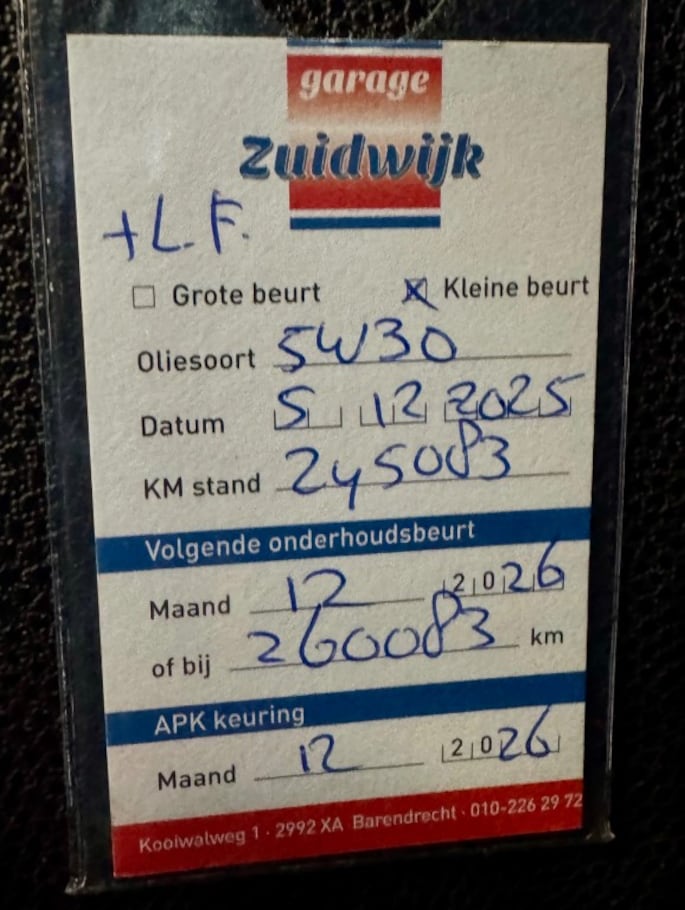 garage
Zuidwijk
+ L. F.
☐ Grote beurt ☒ Kleine beurt
Oliesoort 5W30
Datum 5 12 2025
KM stand 245083
Volgende onderhoudsbeurt
Maand 12 2026
of bij 260083 km
APK keuring
Maand 12 2026
Kooiwalweg 1 · 2992 XA Barendrecht · 010-226 29 72